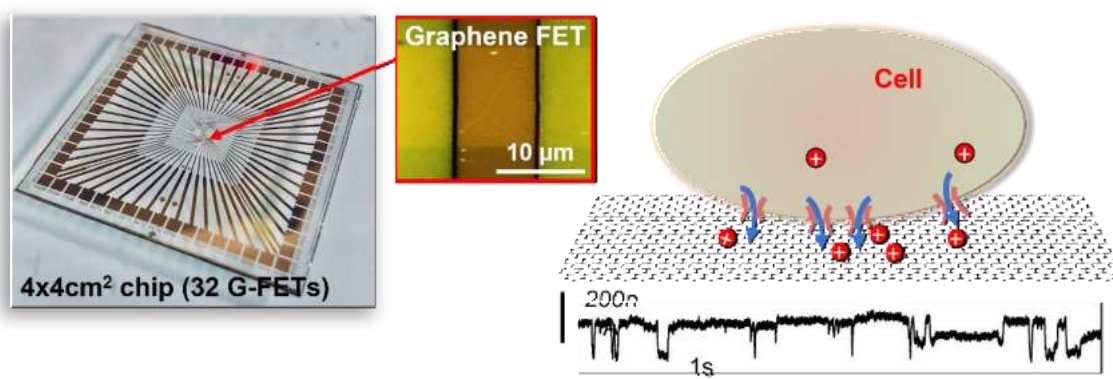 Graphene FET
10 µm
4x4cm² chip (32 G-FETs)
Cell
+
+
+
+
+
+
+
200n
1s